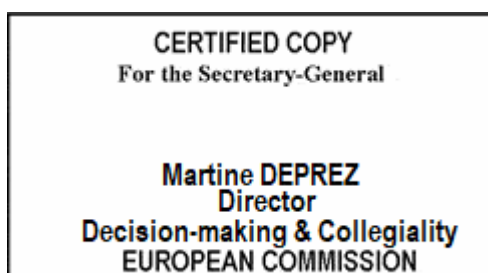 CERTIFIED COPY
For the Secretary-General
Martine DEPREZ
Director
Decision-making & Collegiality
EUROPEAN COMMISSION